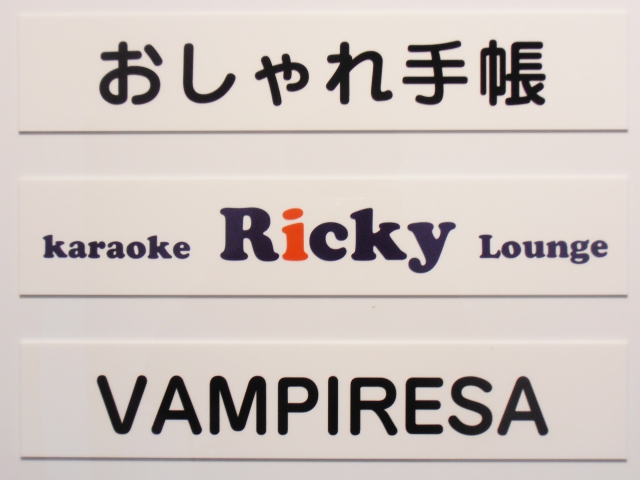 おしゃれ手帳
karaoke Ricky Lounge
VAMPIRESA